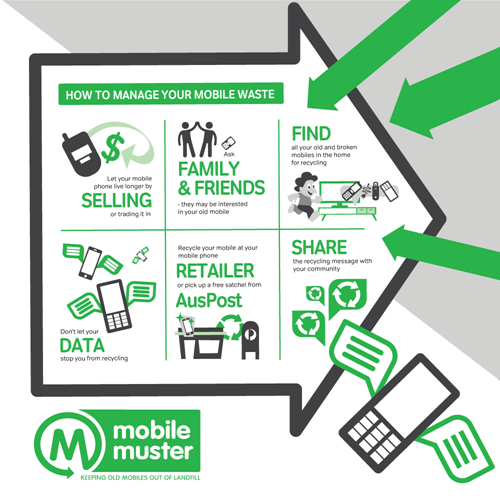 HOW TO MANAGE YOUR MOBILE WASTE
$
Let your mobile
phone live longer by
SELLING
or trading it in
Ask
FAMILY
& FRIENDS
- they may be interested
in your old mobile
FIND
all your old and broken
mobiles in the home
for recycling
Don't let your
DATA
stop you from recycling
Recycle your mobile at your
mobile phone
RETAILER
or pick up a free satchel from
AusPost
SHARE
the recycling message with
your community
M
mobile
muster
KEEPING OLD MOBILES OUT OF LANDFILL